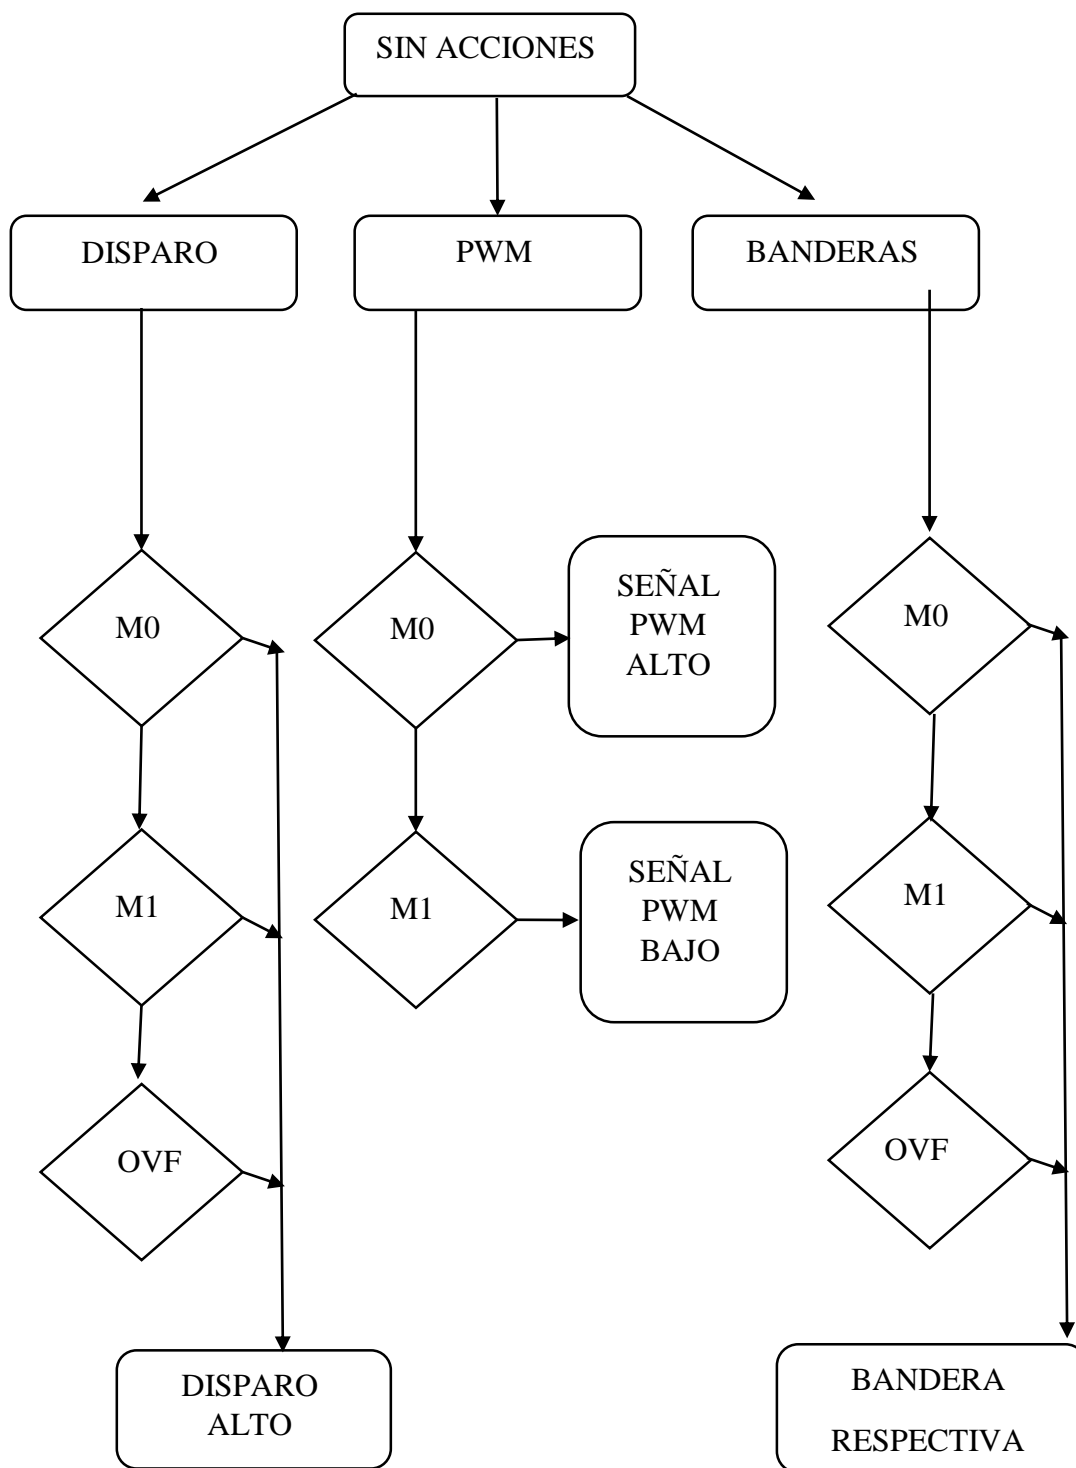 SIN ACCIONES
DISPARO
PWM
BANDERAS
M0
M0
SEÑAL
PWM
ALTO
M0
M1
M1
SEÑAL
PWM
BAJO
M1
OVF
OVF
DISPARO
ALTO
BANDERA
RESPECTIVA